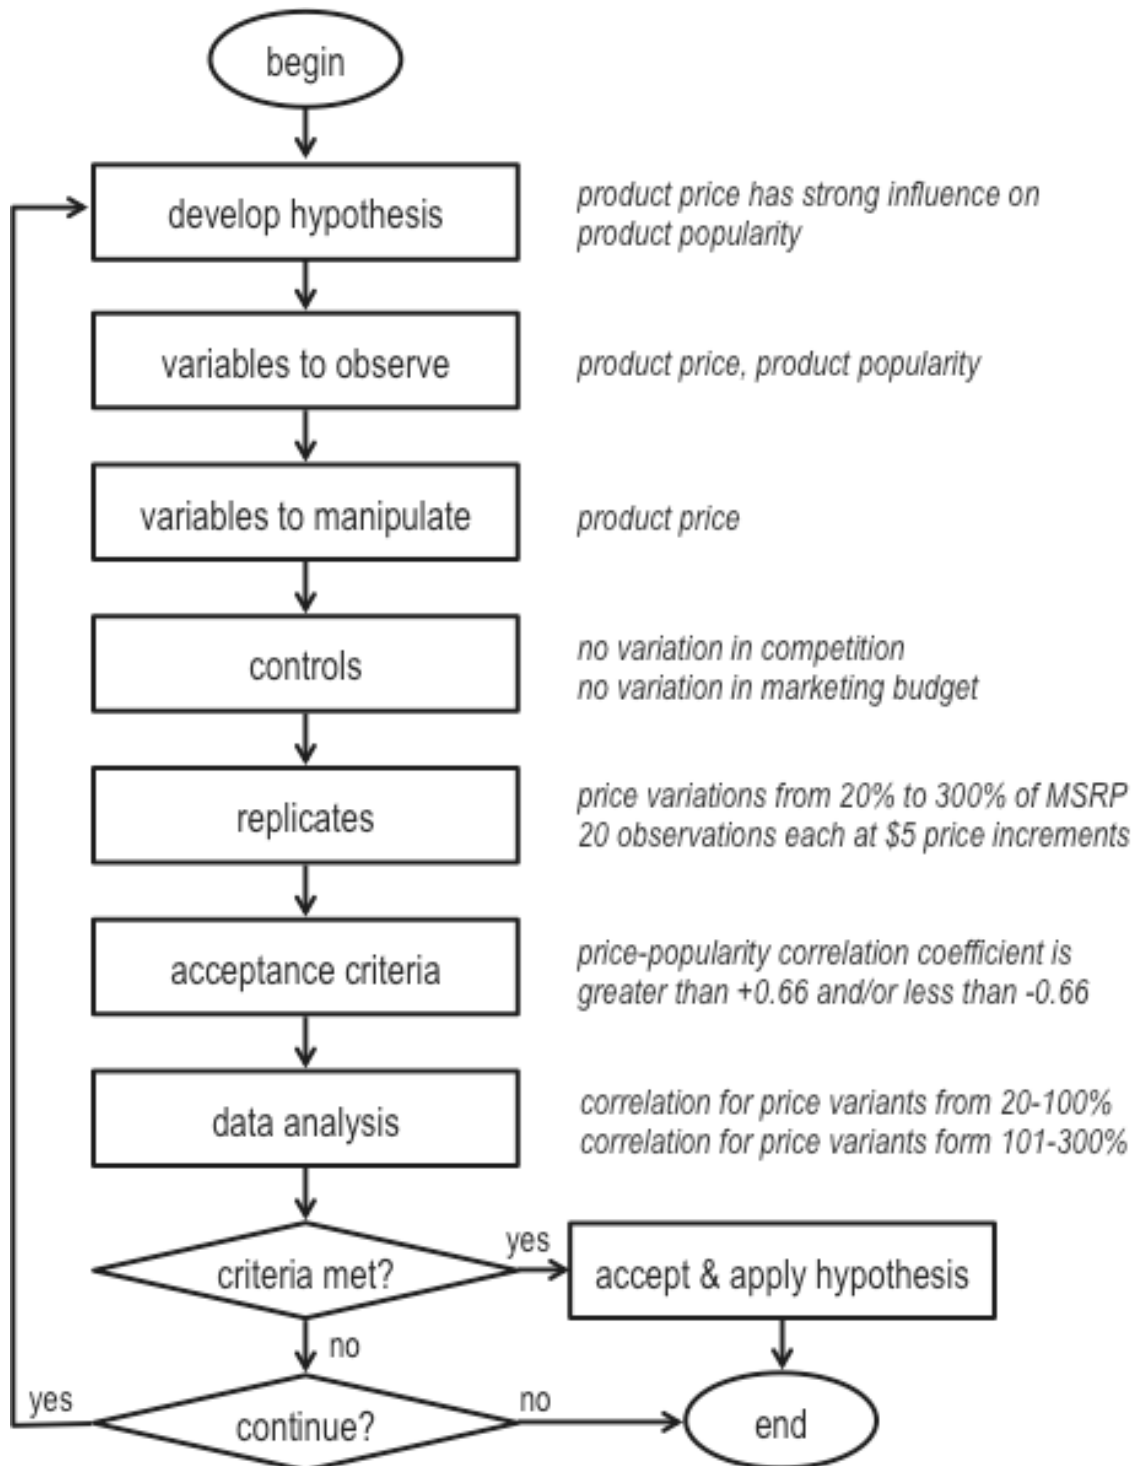 begin
develop hypothesis
product price has strong influence on
product popularity
variables to observe
product price, product popularity
variables to manipulate
product price
controls
no variation in competition
no variation in marketing budget
replicates
price variations from 20% to 300% of MSRP
20 observations each at $5 price increments
acceptance criteria
price-popularity correlation coefficient is
greater than +0.66 and/or less than -0.66
data analysis
correlation for price variants from 20-100%
correlation for price variants form 101-300%
criteria met?
yes
accept & apply hypothesis
no
yes
continue?
no
end